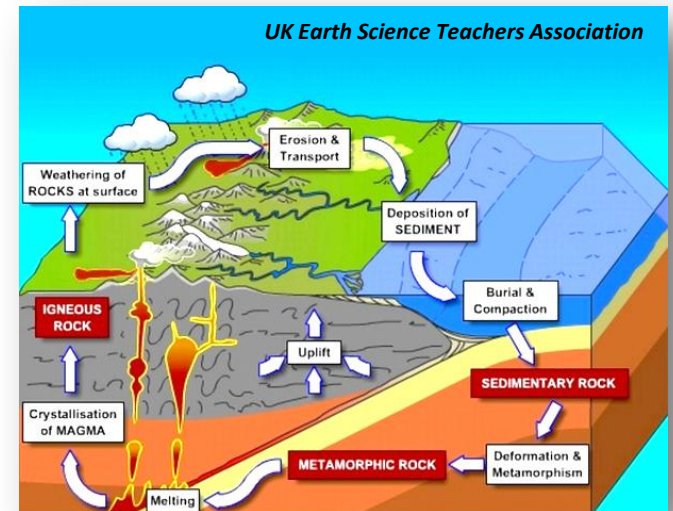 UK Earth Science Teachers Association
Erosion &
Transport
Weathering of
ROCKS at surface
Deposition of
SEDIMENT
Burial &
Compaction
IGNEOUS
ROCK
Uplift
SEDIMENTARY ROCK
Crystallisation
of MAGMA
Deformation &
Metamorphism
METAMORPHIC ROCK
Melting